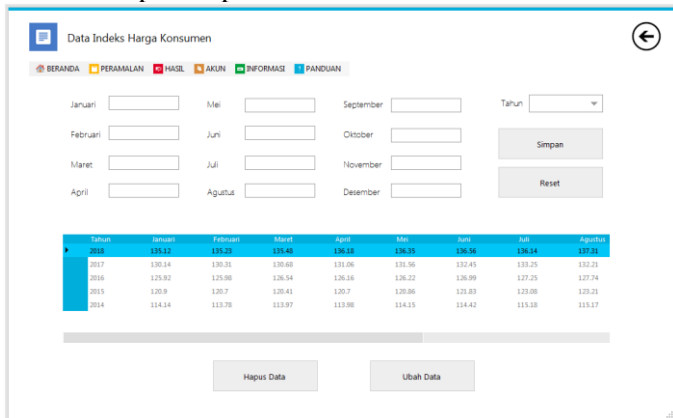 Data Indeks Harga Konsumen
BERANDA PERAMALAN HASIL AKUN INFORMASI PANDUAN
Januari Mei September Tahun
Februari Juni Oktober Simpan
Maret Juli November
April Agustus Desember Reset
Tahun Januari Februari Maret April Mei Juni Juli Agustus
2018 135.12 135.23 135.48 136.18 136.35 136.56 136.14 137.31
2017 130.14 130.31 130.68 131.06 131.56 132.45 133.25 132.21
2016 125.92 125.98 126.54 126.16 126.22 126.99 127.25 127.74
2015 120.9 120.7 120.41 120.7 120.86 121.83 123.08 123.21
2014 114.14 113.78 113.97 113.98 114.15 114.42 115.18 115.17
Hapus Data Ubah Data